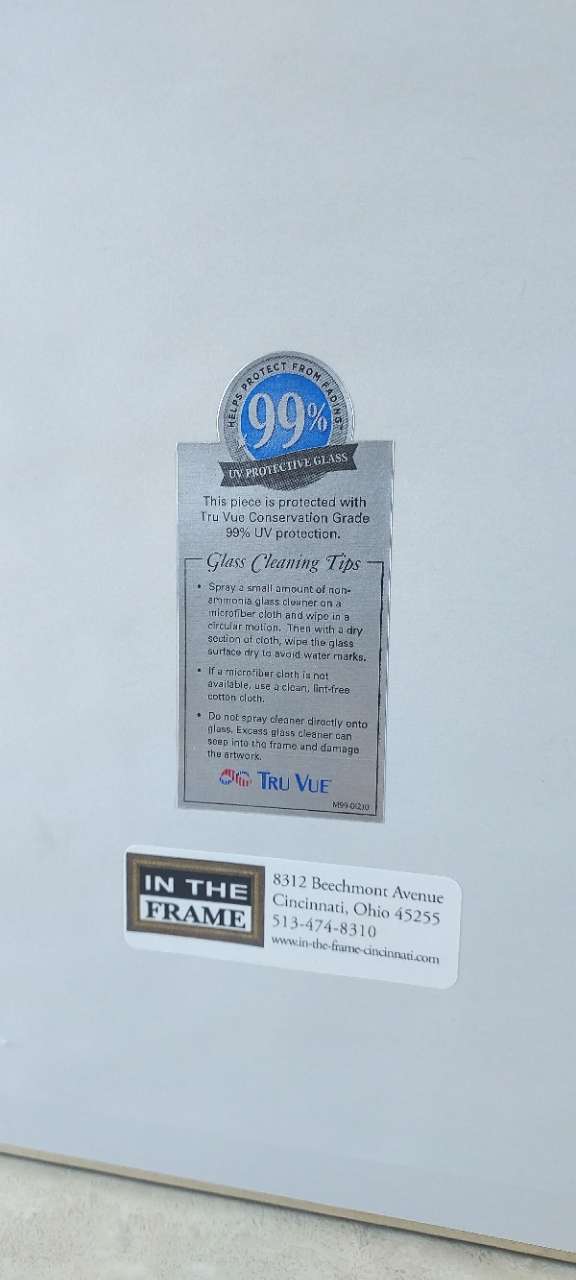 HELPS PROTECT FROM FADING
99%
UV PROTECTIVE GLASS
This piece is protected with
Tru Vue Conservation Grade
99% UV protection.
Glass Cleaning Tips
• Spray a small amount of non-
ammonia glass cleaner on a
microfiber cloth and wipe in a
circular motion. Then with a dry
section of cloth, wipe the glass
surface dry to avoid water marks.
• If a microfiber cloth is not
available, use a clean, lint-free
cotton cloth.
• Do not spray cleaner directly onto
glass. Excess glass cleaner can
seep into the frame and damage
the artwork.
TRU VUE
IN THE
FRAME
8312 Beechmont Avenue
Cincinnati, Ohio 45255
513-474-8310
www.in-the-frame-cincinnati.com